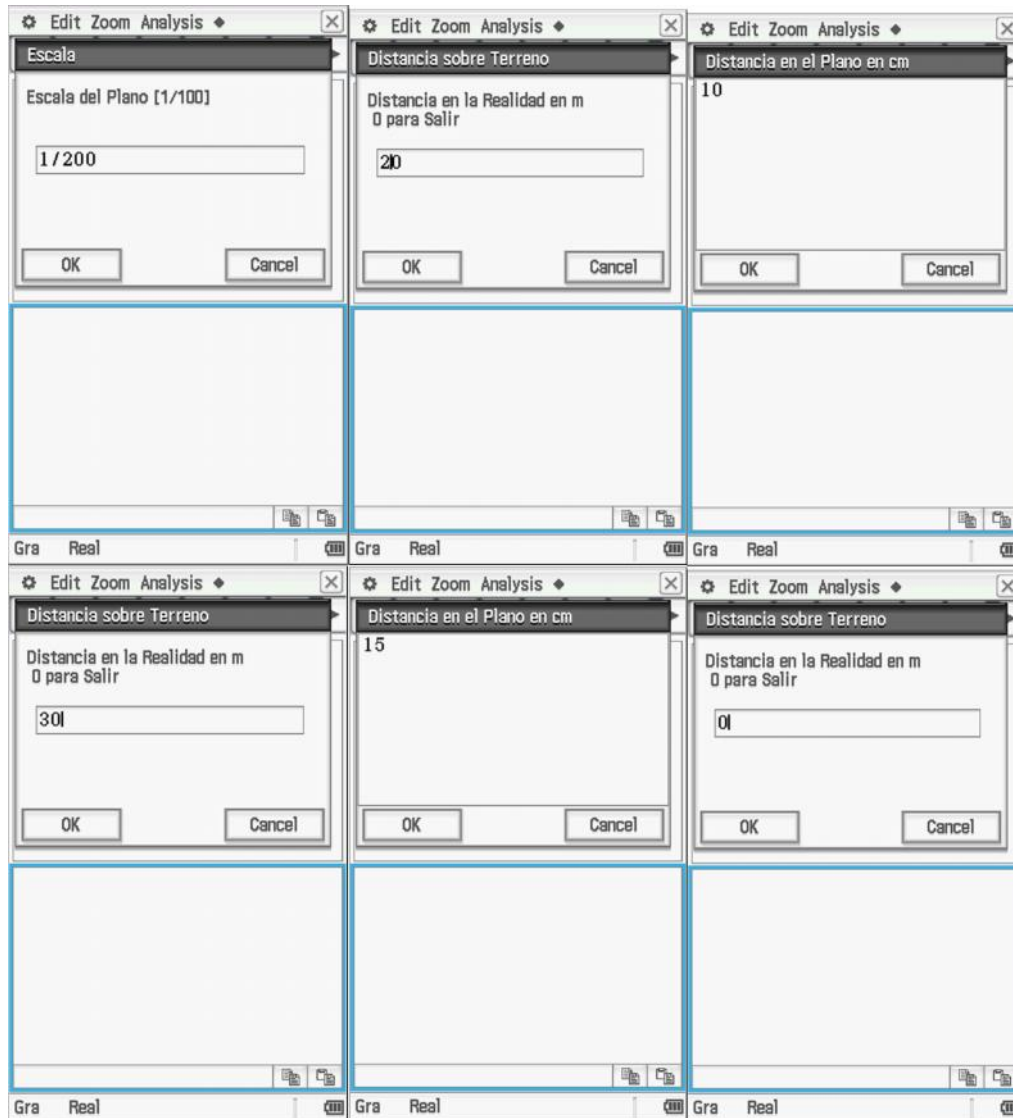 Edit Zoom Analysis
Escala
Escala del Plano [1/100]
1/200
OK Cancel
Gra Real
Edit Zoom Analysis
Distancia sobre Terreno
Distancia en la Realidad en m
0 para Salir
20
OK Cancel
Gra Real
Edit Zoom Analysis
Distancia en el Plano en cm
10
OK Cancel
Gra Real
Edit Zoom Analysis
Distancia sobre Terreno
Distancia en la Realidad en m
0 para Salir
30
OK Cancel
Gra Real
Edit Zoom Analysis
Distancia en el Plano en cm
15
OK Cancel
Gra Real
Edit Zoom Analysis
Distancia sobre Terreno
Distancia en la Realidad en m
0 para Salir
0
OK Cancel
Gra Real